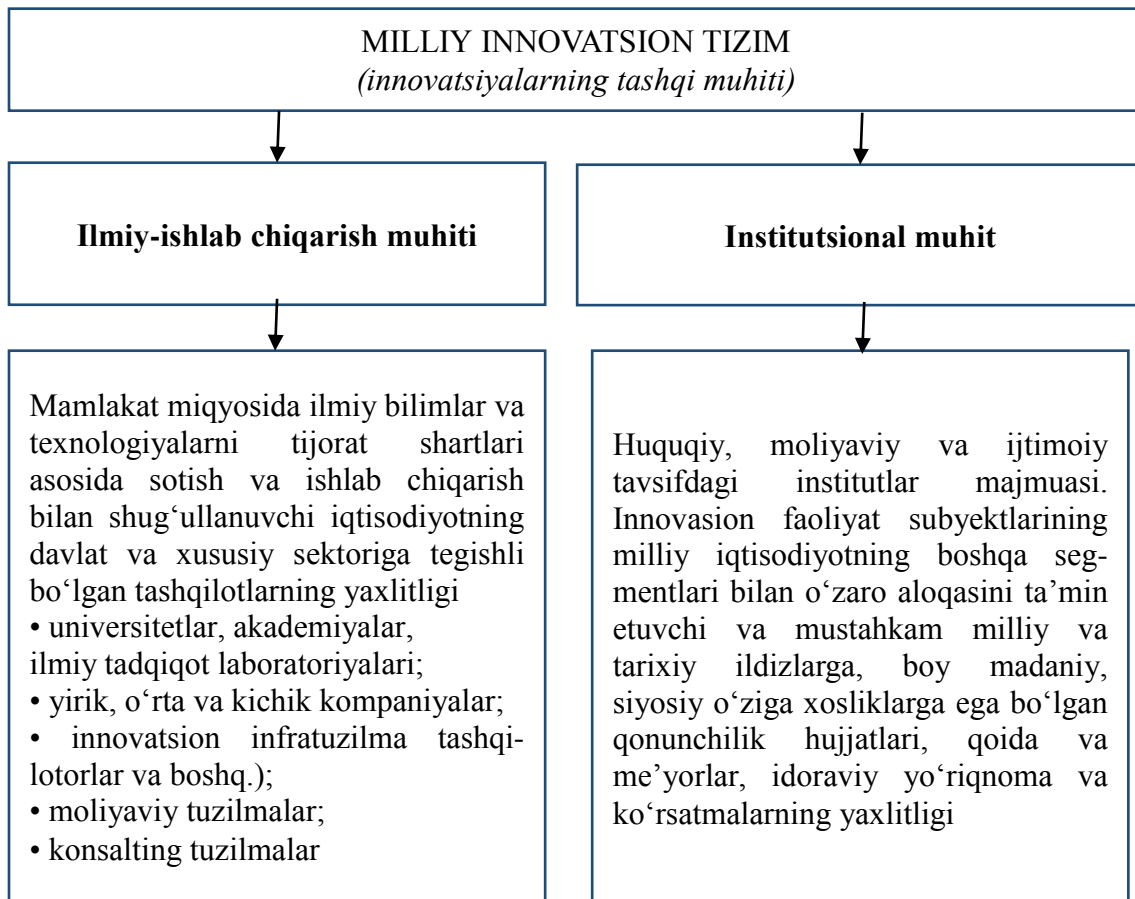 MILLIY INNOVATSION TIZIM
(innovatsiyalarning tashqi muhiti)
Ilmiy-ishlab chiqarish muhiti
Institutsional muhit
Mamlakat miqyosida ilmiy bilimlar va
texnologiyalarni tijorat shartlari
asosida sotish va ishlab chiqarish
bilan shug‘ullanuvchi iqtisodiyotning
davlat va xususiy sektoriga tegishli
bo‘lgan tashqilotlarning yaxlitligi
• universitetlar, akademiyalar,
ilmiy tadqiqot laboratoriyalari;
• yirik, o‘rta va kichik kompaniyalar;
• innovatsion infratuzilma tashqi-
lotorlar va boshq.);
• moliyaviy tuzilmalar;
• konsalting tuzilmalar
Huquqiy, moliyaviy va ijtimoiy
tavsifdagi institutlar majmuasi.
Innovasion faoliyat subyektlarining
milliy iqtisodiyotning boshqa seg-
mentlari bilan o‘zaro aloqasini ta’min
etuvchi va mustahkam milliy va
tarixiy ildizlarga, boy madaniy,
siyosiy o‘ziga xosliklarga ega bo‘lgan
qonunchilik hujjatlari, qoida va
me’yorlar, idoraviy yo‘riqnoma va
ko‘rsatmalarning yaxlitligi